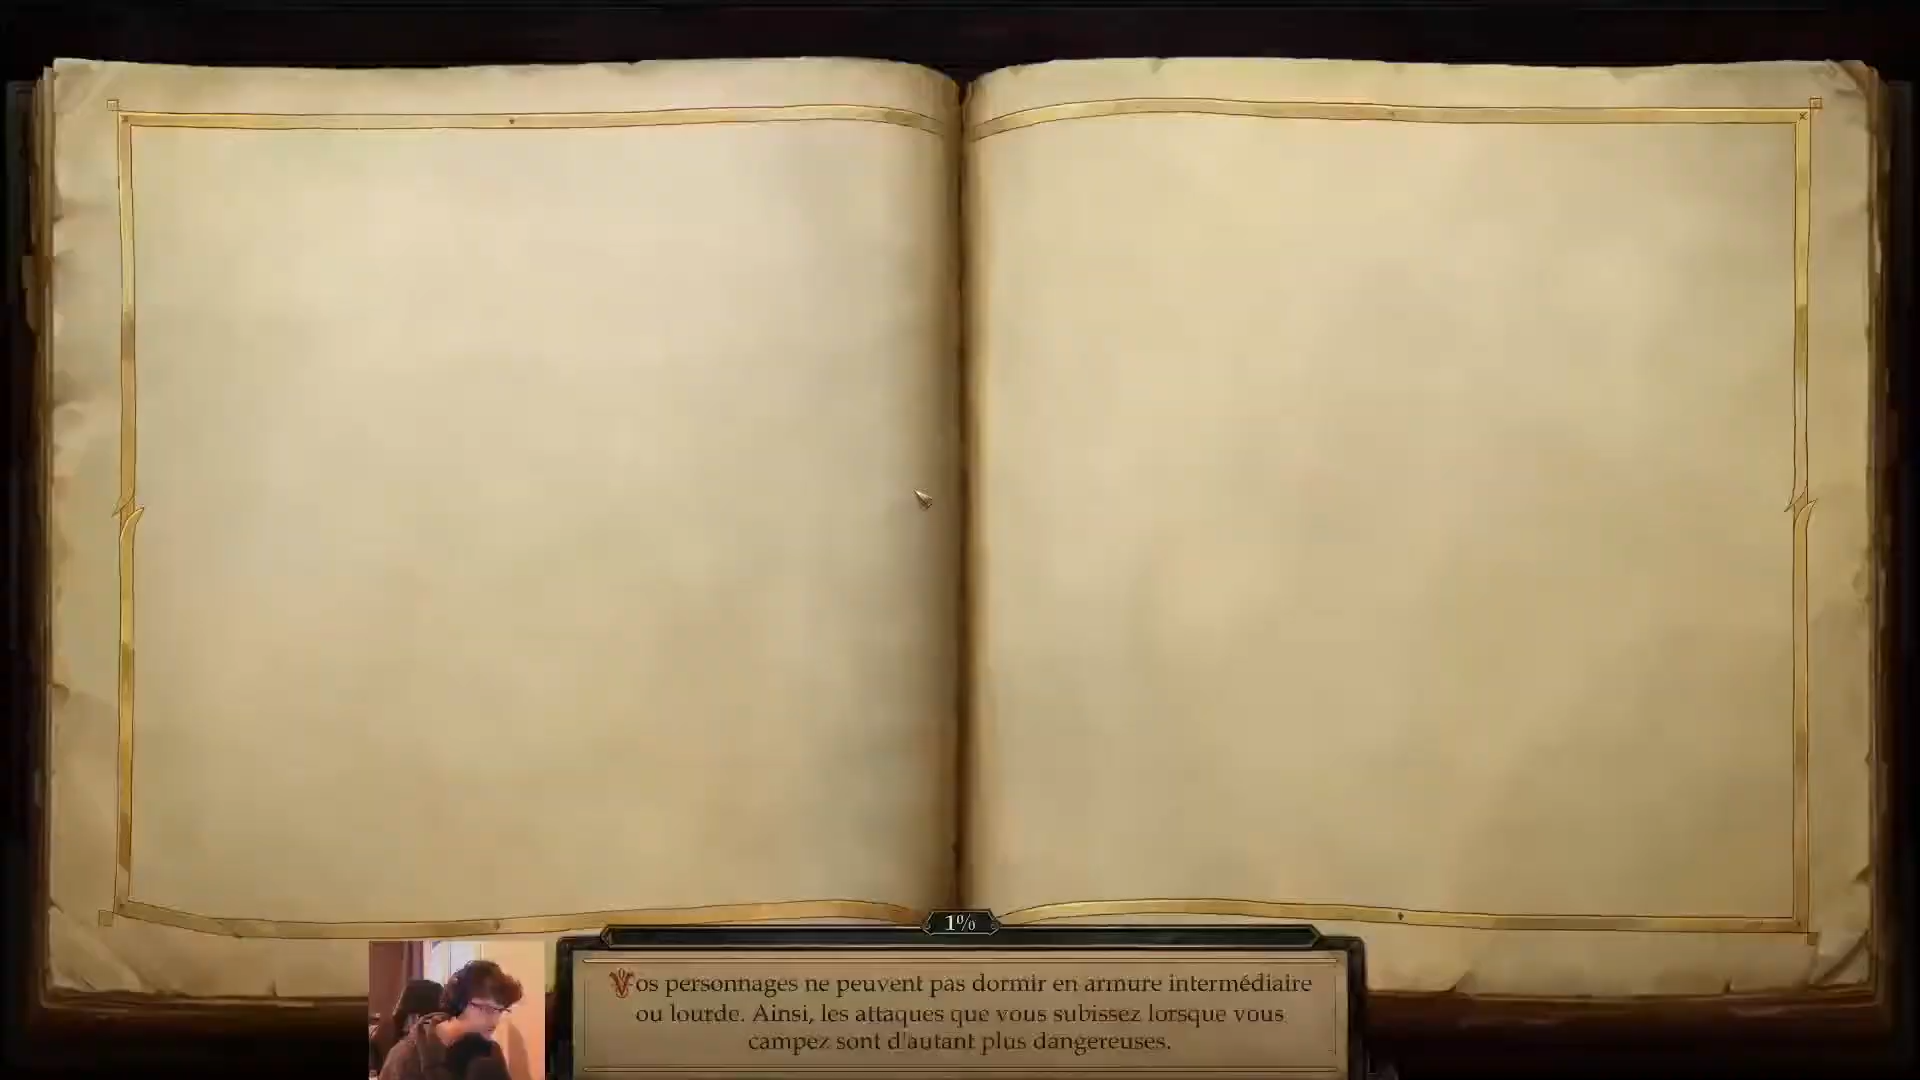 1%
Vos personnages ne peuvent pas dormir en armure intermédiaire
ou lourde. Ainsi, les attaques que vous subissez lorsque vous
campez sont d'autant plus dangereuses.